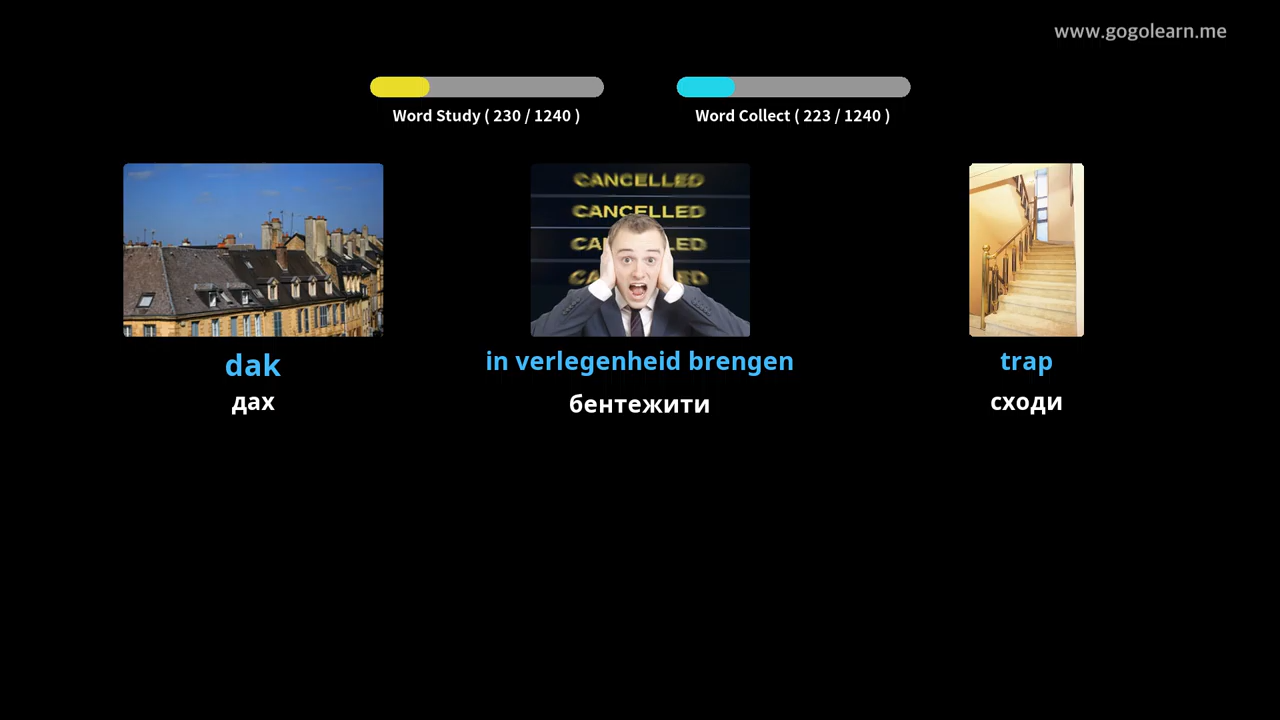 www.gogolearn.me
Word Study ( 230 / 1240 )
Word Collect ( 223 / 1240 )
CANCELLED
CANCELLED
dak
in verlegenheid brengen
trap
дах
бентежити
сходи